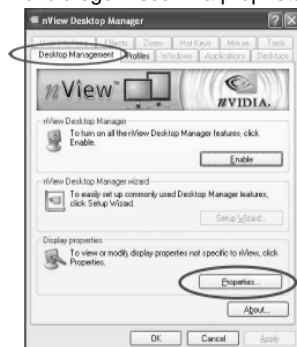 nView Desktop Manager
User Interface Effects Zoom Hot Keys Mouse Tools
Desktop Management Profiles Windows Applications Desktops
nView™
NVIDIA.
nView Desktop Manager
To turn on all the nView Desktop Manager features, click
Enable.
Enable
nView Desktop Manager wizard
To easily set up commonly used Desktop Manager features,
click Setup Wizard.
Setup Wizard...
Display properties
To view or modify display properties not specific to nView, click
Properties.
Properties...
About...
OK Cancel Apply